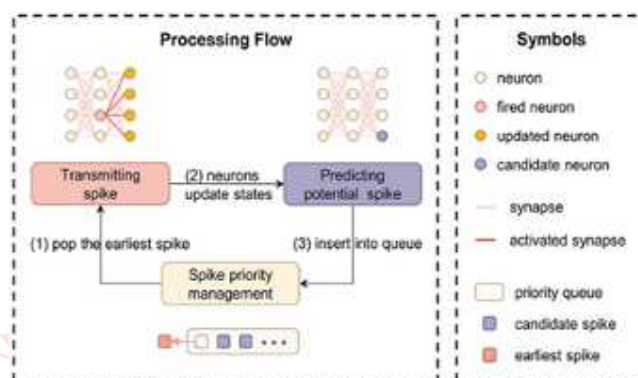 Processing Flow
Transmitting
spike
(2) neurons
update states
Predicting
potential spike
(1) pop the earliest spike
(3) insert into queue
Spike priority
management
Symbols
neuron
fired neuron
updated neuron
candidate neuron
synapse
activated synapse
priority queue
candidate spike
earliest spike